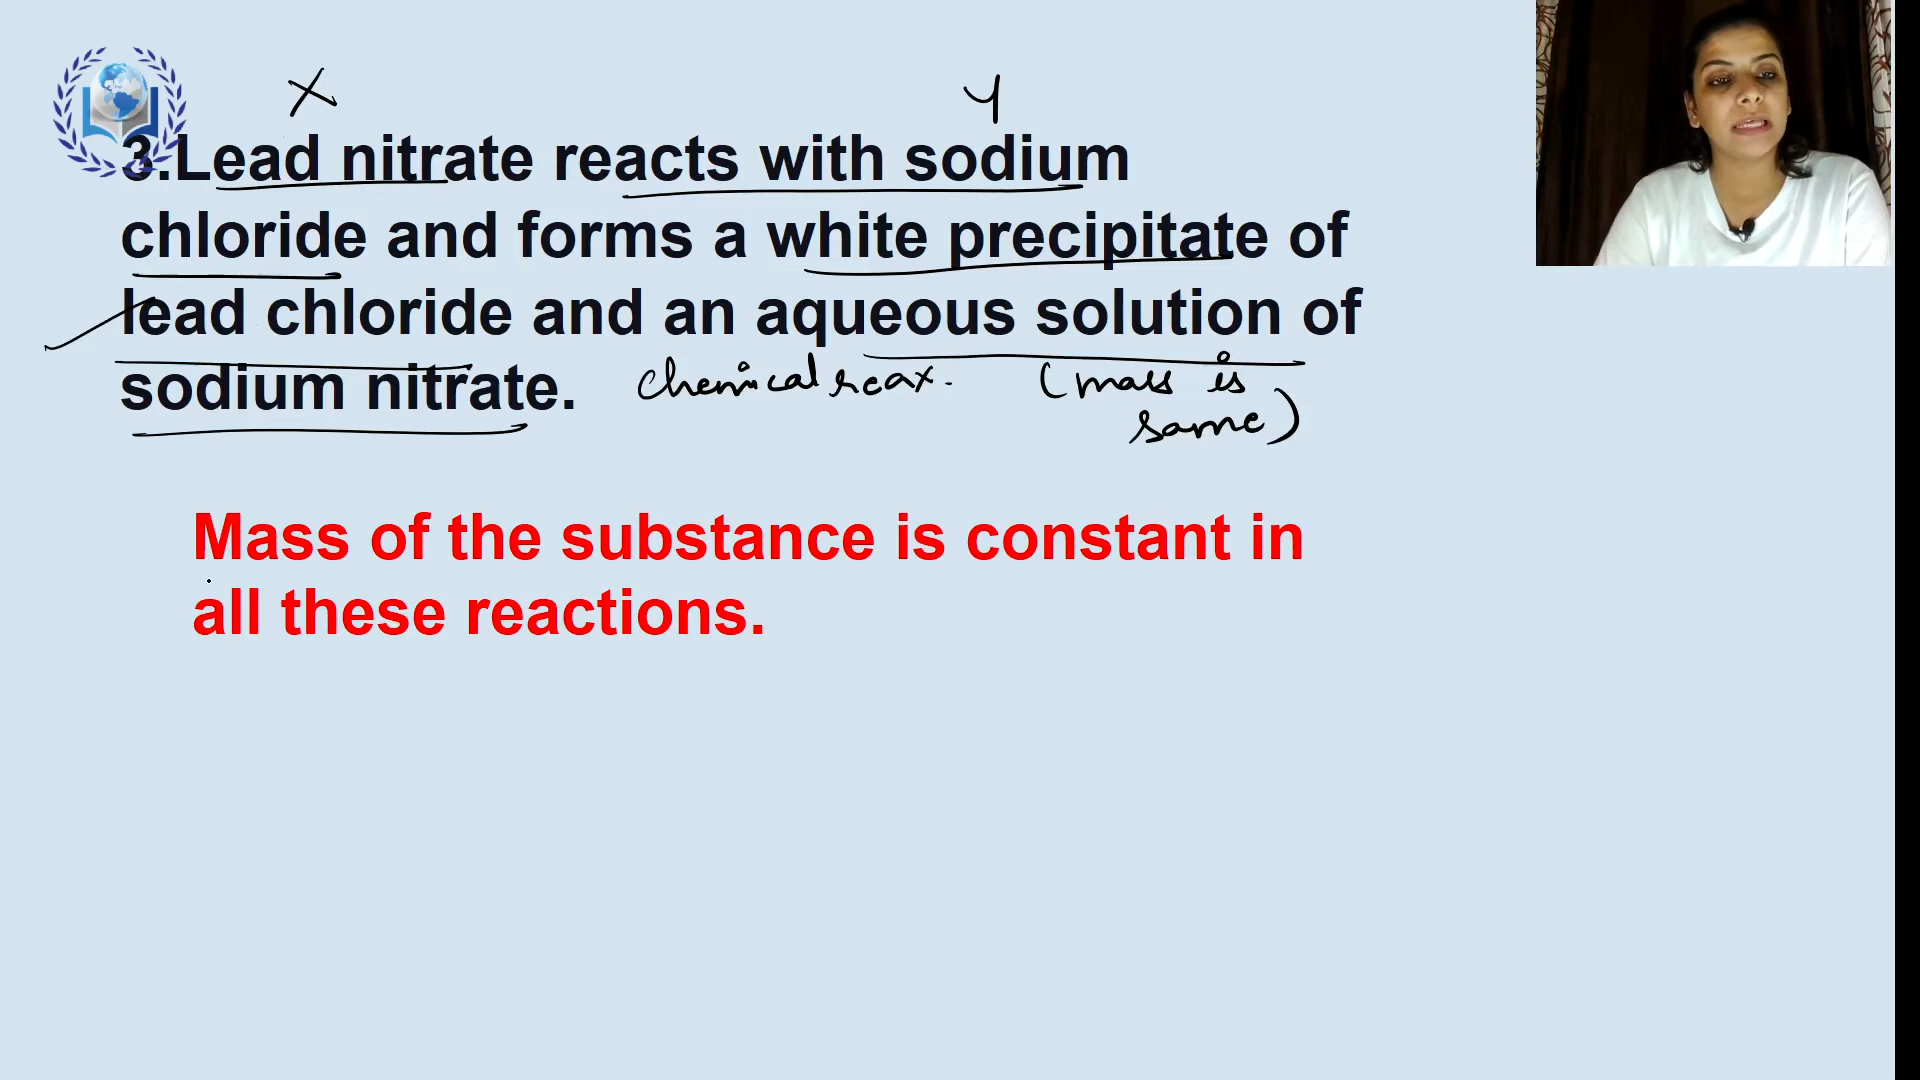 X Y
3.Lead nitrate reacts with sodium
chloride and forms a white precipitate of
lead chloride and an aqueous solution of
sodium nitrate. chemical reax. (mass is
same)
Mass of the substance is constant in
all these reactions.